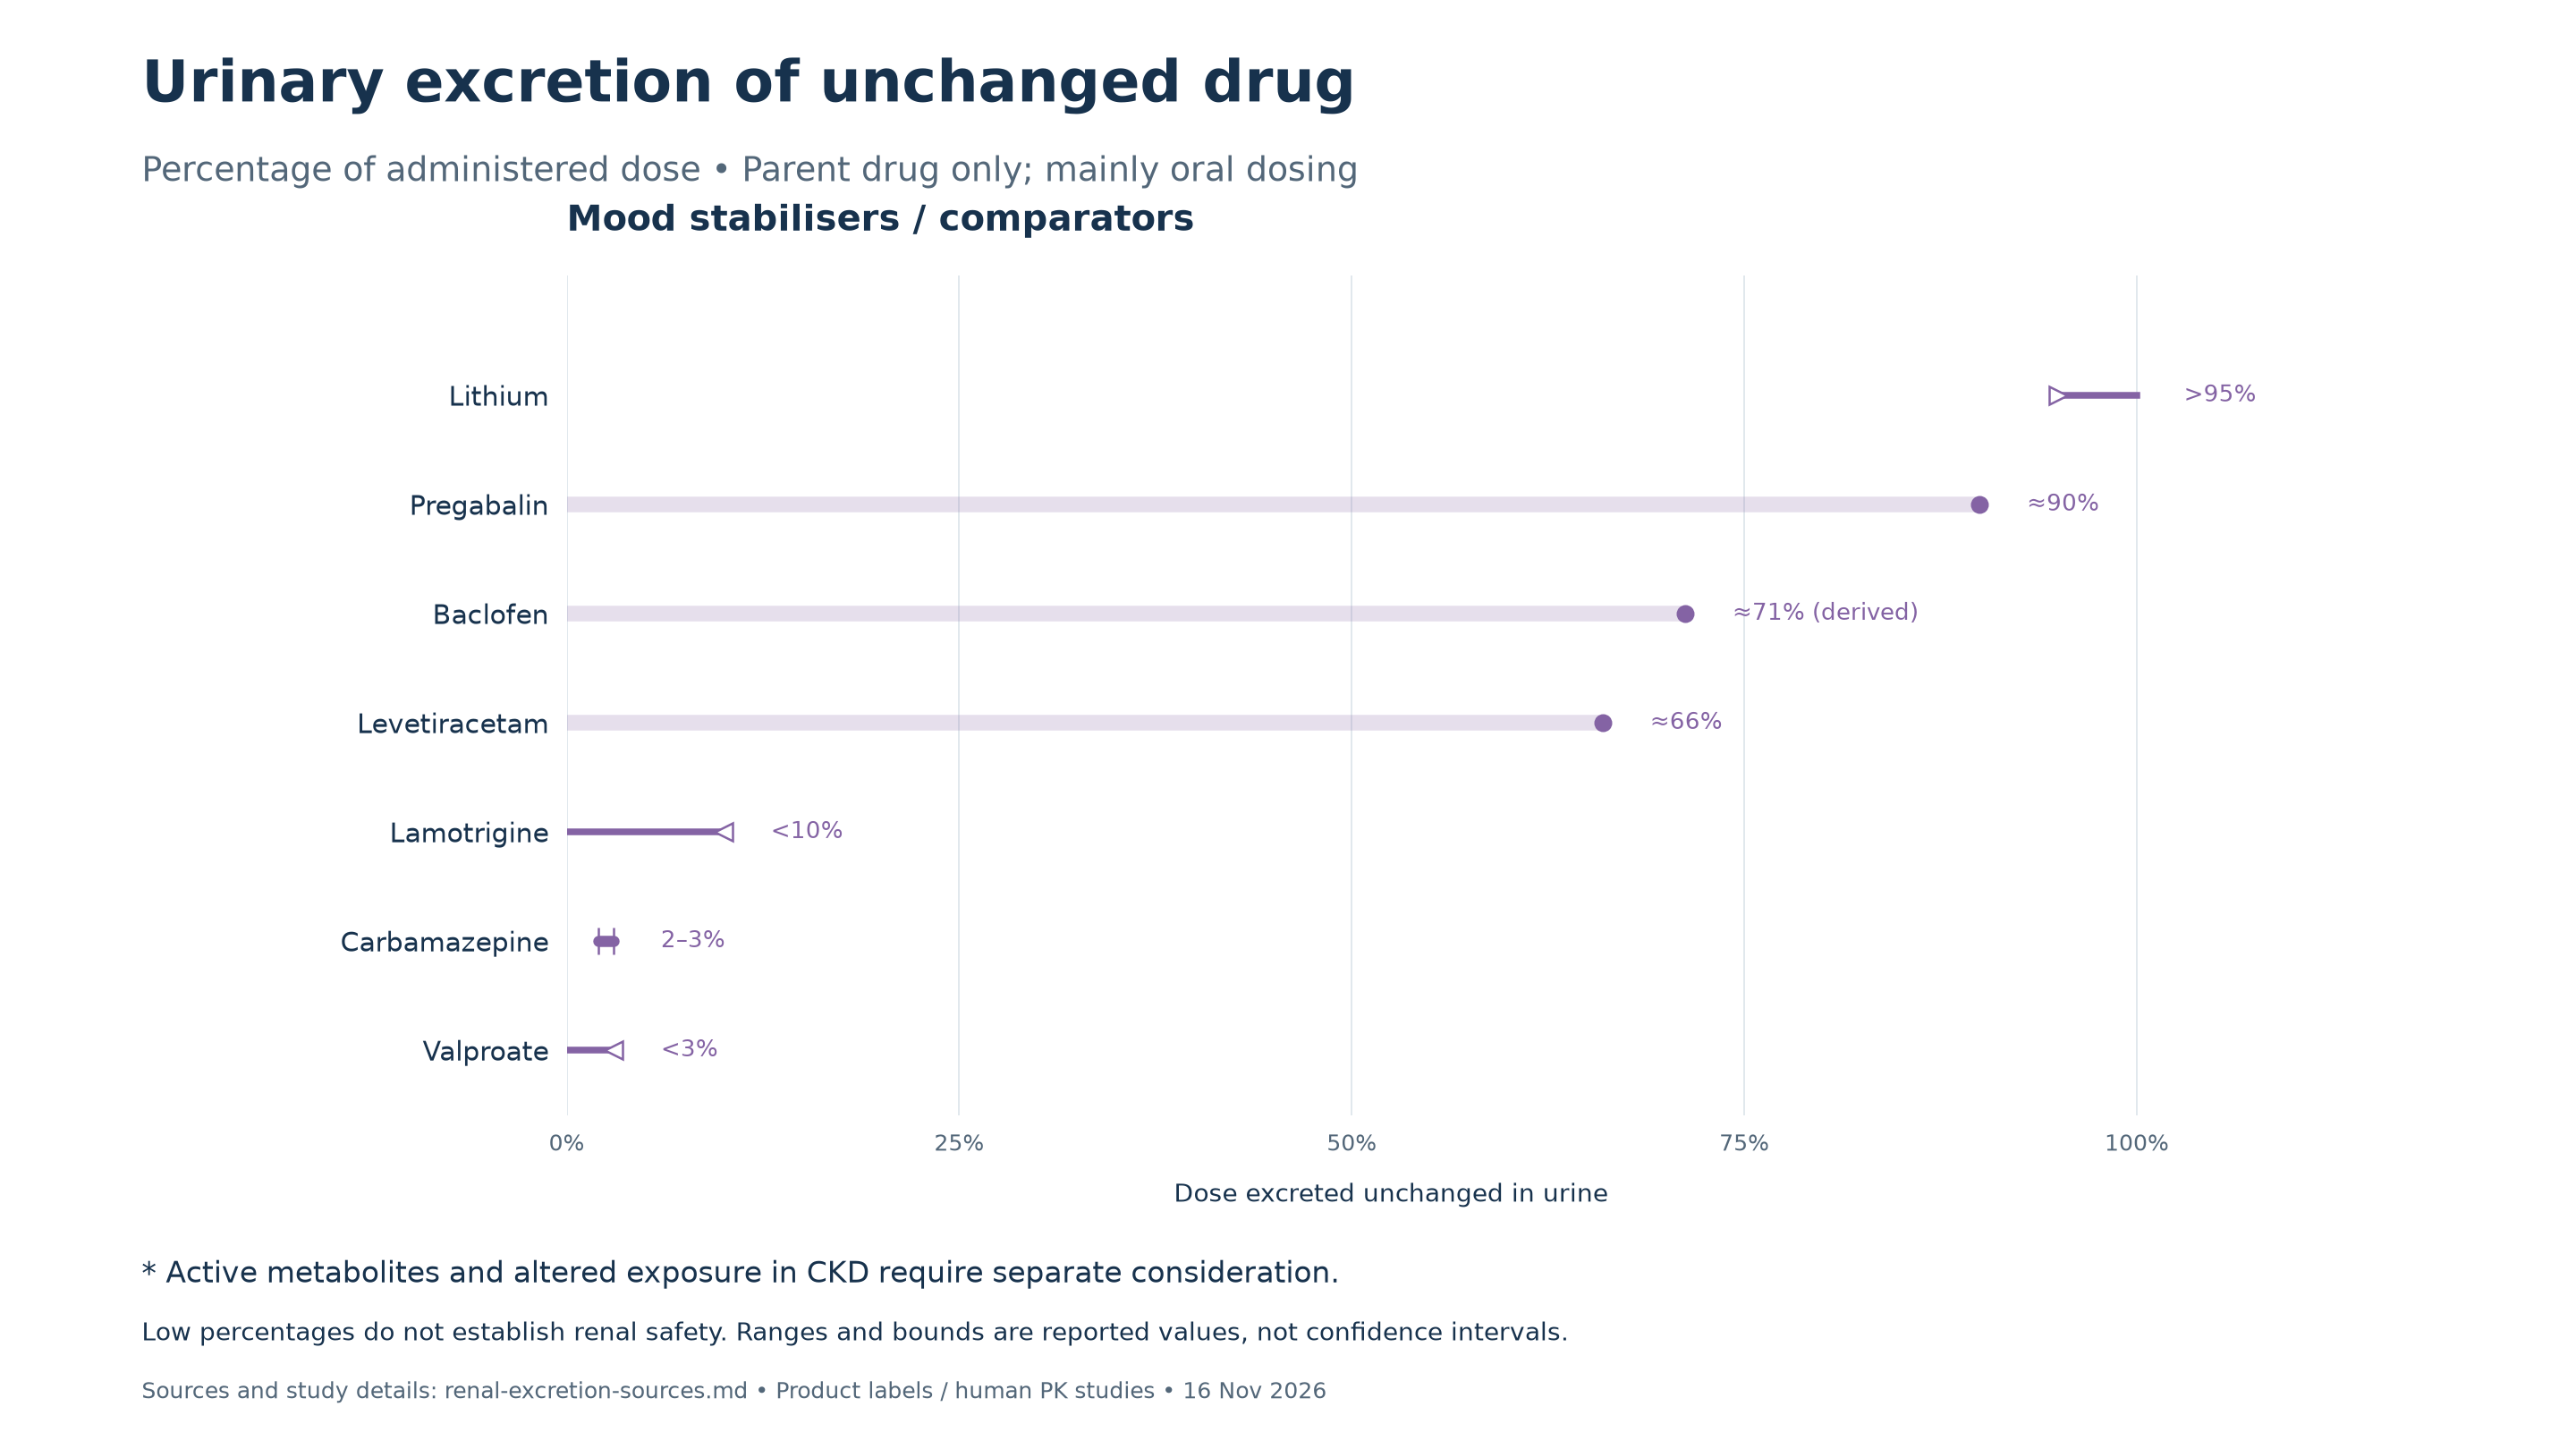 Urinary excretion of unchanged drug
Percentage of administered dose • Parent drug only; mainly oral dosing
Mood stabilisers / comparators
Lithium >95%
Pregabalin ≈90%
Baclofen ≈71% (derived)
Levetiracetam ≈66%
Lamotrigine <10%
Carbamazepine 2–3%
Valproate <3%
0% 25% 50% 75% 100%
Dose excreted unchanged in urine
* Active metabolites and altered exposure in CKD require separate consideration.
Low percentages do not establish renal safety. Ranges and bounds are reported values, not confidence intervals.
Sources and study details: renal-excretion-sources.md • Product labels / human PK studies • 16 Nov 2026